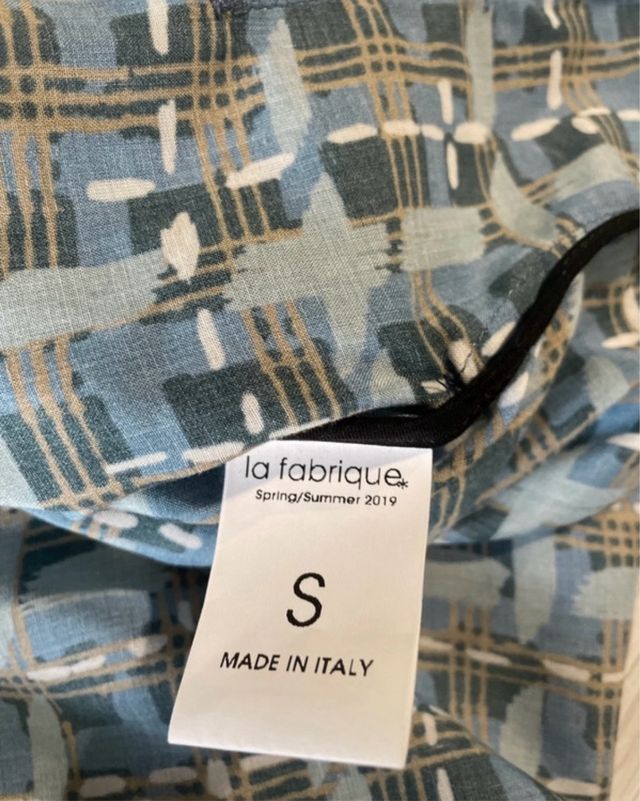 la fabrique*
Spring/Summer 2019
S
MADE IN ITALY